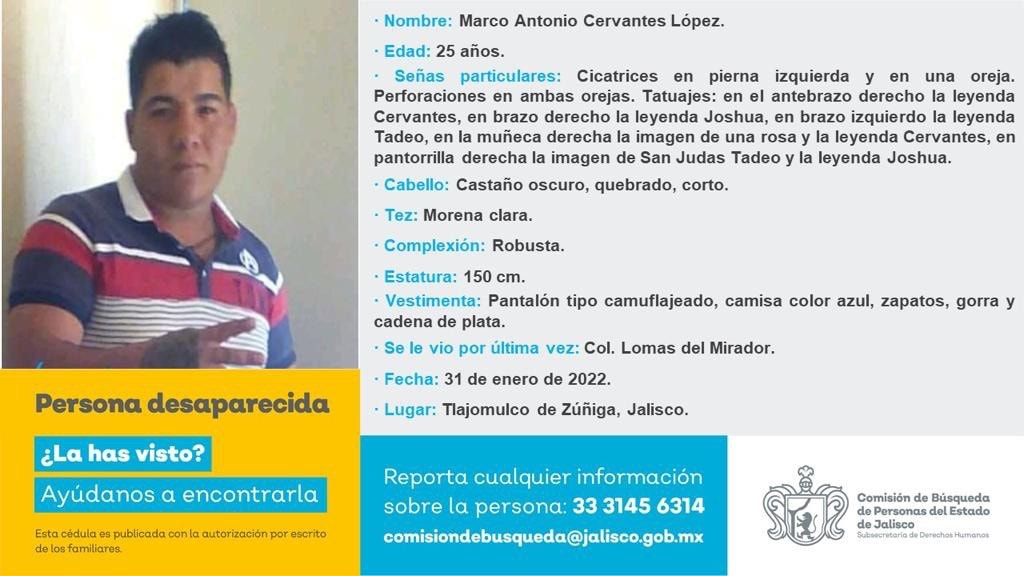 · Nombre: Marco Antonio Cervantes López.
· Edad: 25 años.
· Señas particulares: Cicatrices en pierna izquierda y en una oreja.
Perforaciones en ambas orejas. Tatuajes: en el antebrazo derecho la leyenda
Cervantes, en brazo derecho la leyenda Joshua, en brazo izquierdo la leyenda
Tadeo, en la muñeca derecha la imagen de una rosa y la leyenda Cervantes, en
pantorrilla derecha la imagen de San Judas Tadeo y la leyenda Joshua.
· Cabello: Castaño oscuro, quebrado, corto.
· Tez: Morena clara.
· Complexión: Robusta.
· Estatura: 150 cm.
· Vestimenta: Pantalón tipo camuflajeado, camisa color azul, zapatos, gorra y
cadena de plata.
· Se le vio por última vez: Col. Lomas del Mirador.
· Fecha: 31 de enero de 2022.
· Lugar: Tlajomulco de Zúñiga, Jalisco.
Persona desaparecida
¿La has visto?
Ayúdanos a encontrarla
Esta cédula es publicada con la autorización por escrito
de los familiares.
Reporta cualquier información
sobre la persona: 33 3145 6314
comisiondebusqueda@jalisco.gob.mx
Comisión de Búsqueda
de Personas del Estado
de Jalisco
Subsecretaría de Derechos Humanos